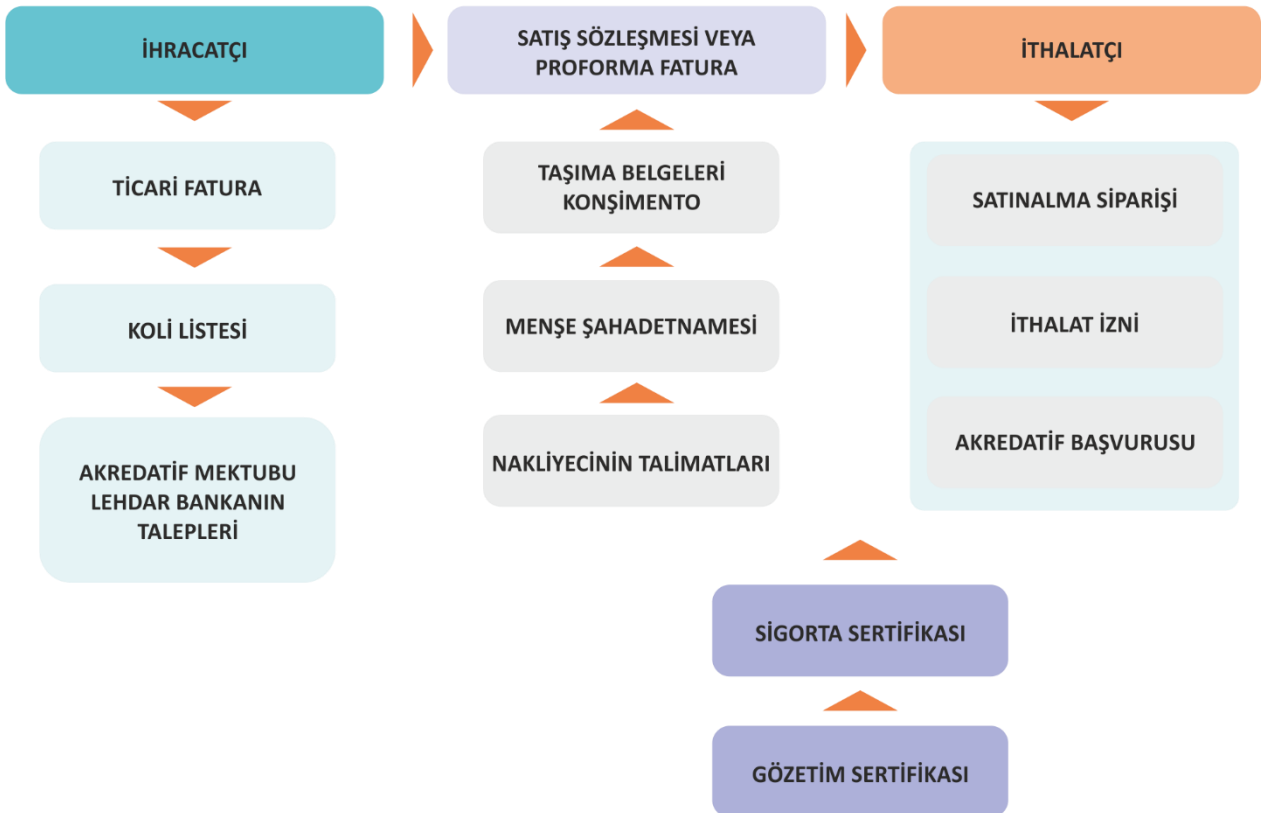 İHRACATÇI
SATIŞ SÖZLEŞMESİ VEYA
PROFORMA FATURA
İTHALATÇI
TİCARİ FATURA
KOLİ LİSTESİ
AKREDATİF MEKTUBU
LEHDAR BANKANIN
TALEPLERİ
TAŞIMA BELGELERİ
KONŞİMENTO
MENŞE ŞAHADETNAMESİ
NAKLİYECİNİN TALİMATLARI
SATINALMA SİPARİŞİ
İTHALAT İZNİ
AKREDATİF BAŞVURUSU
SİGORTA SERTİFİKASI
GÖZETİM SERTİFİKASI